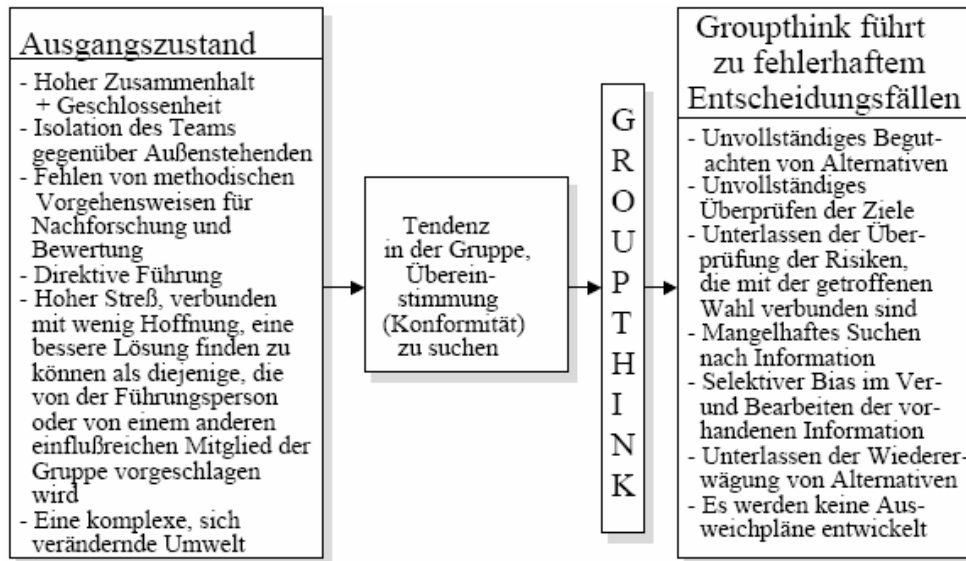 Ausgangszustand
- Hoher Zusammenhalt
+ Geschlossenheit
- Isolation des Teams
gegenüber Außenstehenden
- Fehlen von methodischen
Vorgehensweisen für
Nachforschung und
Bewertung
- Direktive Führung
- Hoher Streß, verbunden
mit wenig Hoffnung, eine
bessere Lösung finden zu
können als diejenige, die
von der Führungsperson
oder von einem anderen
einflußreichen Mitglied der
Gruppe vorgeschlagen
wird
- Eine komplexe, sich
verändernde Umwelt
Tendenz
in der Gruppe,
Überein-
stimmung
(Konformität)
zu suchen
G
R
O
U
P
T
H
I
N
K
Groupthink führt
zu fehlerhaftem
Entscheidungsfällen
- Unvollständiges Begut-
achten von Alternativen
- Unvollständiges
Überprüfen der Ziele
- Unterlassen der Über-
prüfung der Risiken,
die mit der getroffenen
Wahl verbunden sind
- Mangelhaftes Suchen
nach Information
- Selektiver Bias im Ver-
und Bearbeiten der vor-
handenen Information
- Unterlassen der Wiederer-
wägung von Alternativen
- Es werden keine Aus-
weichpläne entwickelt